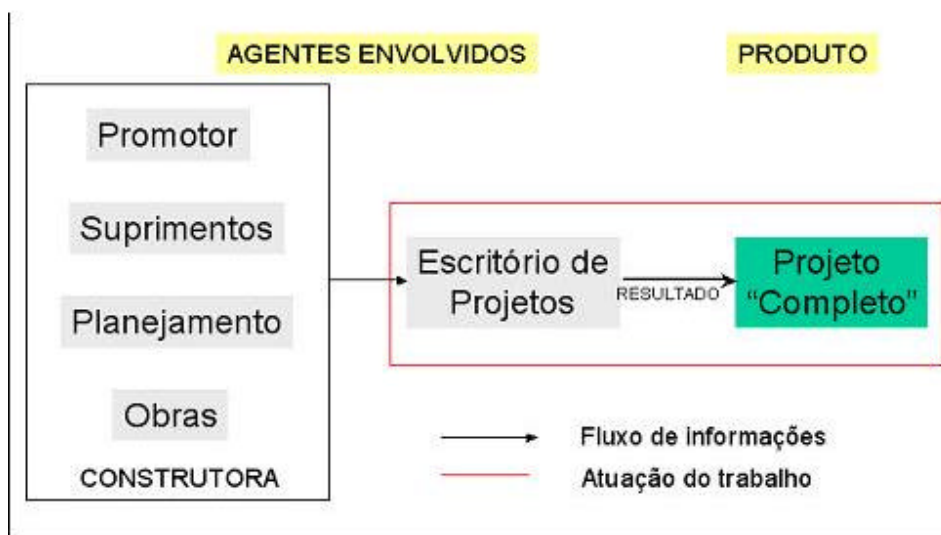 AGENTES ENVOLVIDOS
PRODUTO
Promotor
Suprimentos
Planejamento
Obras
CONSTRUTORA
Escritório de
Projetos
RESULTADO
Projeto
“Completo”
Fluxo de informações
Atuação do trabalho